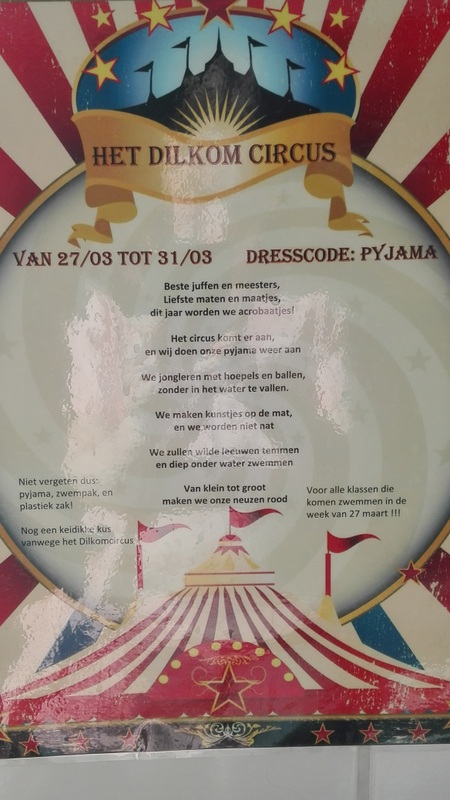 HET DILKOM CIRCUS
VAN 27/03 TOT 31/03 DRESSCODE: PYJAMA
Beste juffen en meesters,
Liefste maten en maatjes,
dit jaar worden we acrobaatjes!
Het circus komt er aan,
en wij doen onze pyjama weer aan
We jongleren met hoepels en ballen,
zonder in het water te vallen.
We maken kunstjes op de mat,
en we worden niet nat
We zullen wilde leeuwen temmen
en diep onder water zwemmen
Van klein tot groot
maken we onze neuzen rood
Niet vergeten dus:
pyjama, zwempak, en
plastiek zak!
Nog een keidikke kus
vanwege het Dilkomcircus
Voor alle klassen die
komen zwemmen in de
week van 27 maart !!!